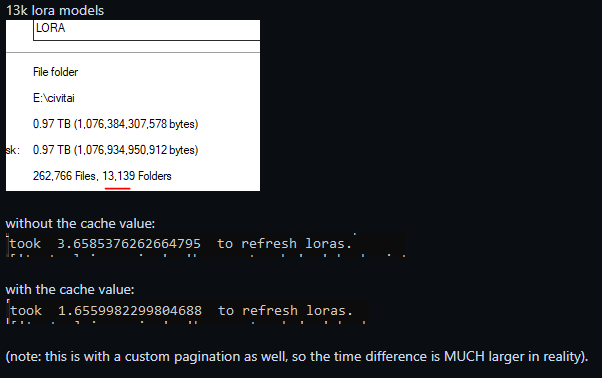 13k lora models
LORA
File folder
E:\civitai
0.97 TB (1,076,384,307,578 bytes)
sk: 0.97 TB (1,076,934,950,912 bytes)
262,766 Files, 13,139 Folders
without the cache value:
took 3.6585376262664795 to refresh loras.
with the cache value:
took 1.6559982299804688 to refresh loras.
(note: this is with a custom pagination as well, so the time difference is MUCH larger in reality).